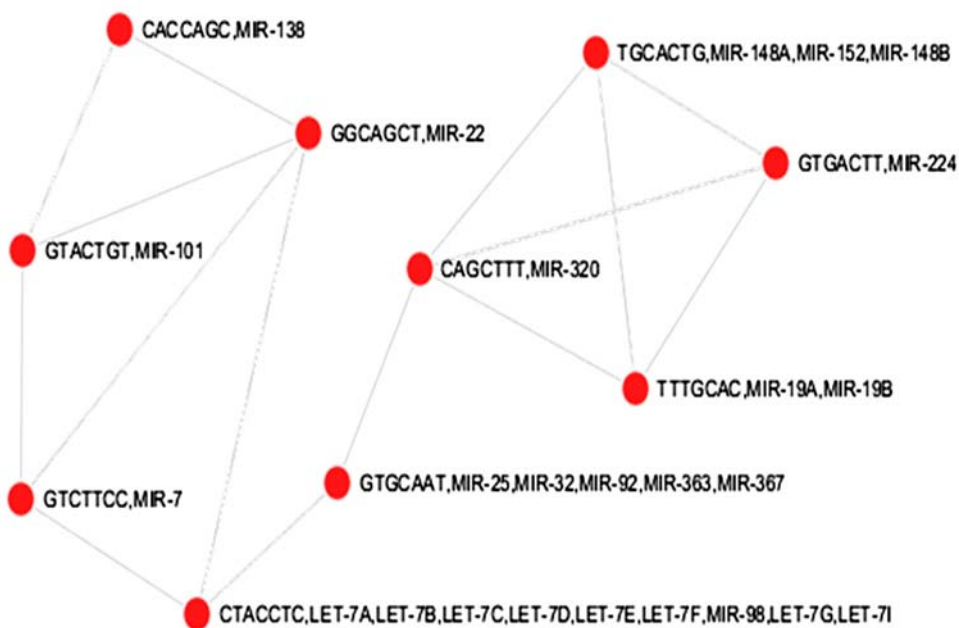 CACCAGC,MIR-138
TGCACTG,MIR-148A,MIR-152,MIR-148B
GGCAGCT,MIR-22
GTGACTT,MIR-224
GTACTGT,MIR-101
CAGCTTT,MIR-320
TTTGCAC,MIR-19A,MIR-19B
GTGCAAT,MIR-25,MIR-32,MIR-92,MIR-363,MIR-367
GTCTTCC,MIR-7
CTACCTC,LET-7A,LET-7B,LET-7C,LET-7D,LET-7E,LET-7F,MIR-98,LET-7G,LET-7I